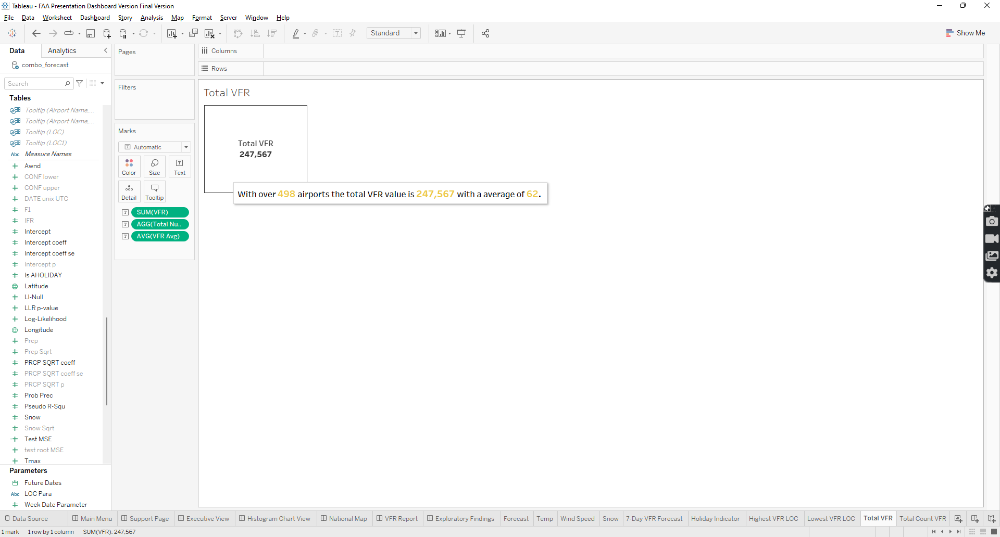 Tableau - FAA Presentation Dashboard Version Final Version
File Data Worksheet Dashboard Story Analysis Map Format Server Window Help
Standard
Show Me
Data Analytics
combo_forecast
Search
Tables
Tooltip (Airport Name,...
Tooltip (Airport Name,...
Tooltip (LOC)
Tooltip (LOC1)
Abc Measure Names
Awnd
CONF lower
CONF upper
DATE unix UTC
F1
IFR
Intercept
Intercept coeff
Intercept coeff se
Intercept p
Is AHOLIDAY
Latitude
LI-Null
LLR p-value
Log-Likelihood
Longitude
Prcp
Prcp Sqrt
PRCP SQRT coeff
PRCP SQRT coeff se
PRCP SQRT p
Prob Prec
Pseudo R-Squ
Snow
Snow Sqrt
Test MSE
test root MSE
Tmax
Parameters
Future Dates
Abc LOC Para
Week Date Parameter
Pages
Filters
Marks
Automatic
Color Size Text
Detail Tooltip
SUM(VFR)
AGG(Total Nu..
AVG(VFR Avg)
Columns
Rows
Total VFR
Total VFR
247,567
With over 498 airports the total VFR value is 247,567 with a average of 62.
Data Source Main Menu Support Page Executive View Histogram Chart View National Map VFR Report Exploratory Findings Forecast Temp Wind Speed Snow 7-Day VFR Forecast Holiday Indicator Highest VFR LOC Lowest VFR LOC Total VFR Total Count VFR
1 mark 1 row by 1 column SUM(VFR): 247,567